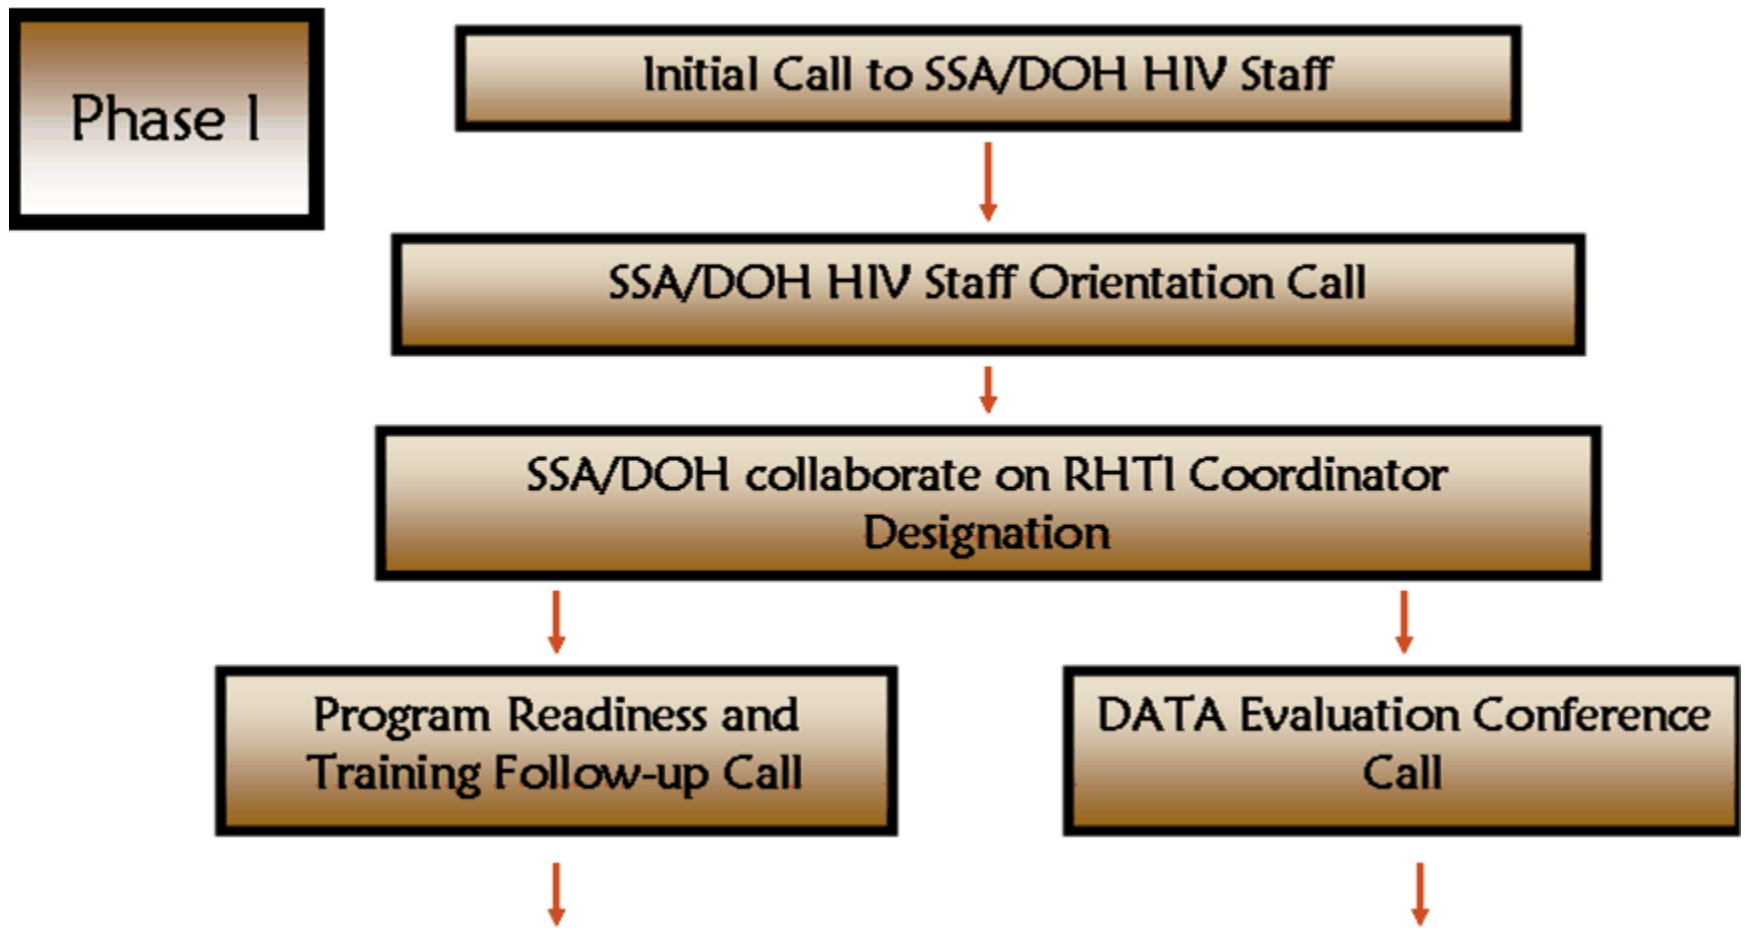 Phase I
Initial Call to SSA/DOH HIV Staff
SSA/DOH HIV Staff Orientation Call
SSA/DOH collaborate on RHTI Coordinator
Designation
Program Readiness and
Training Follow-up Call
DATA Evaluation Conference
Call